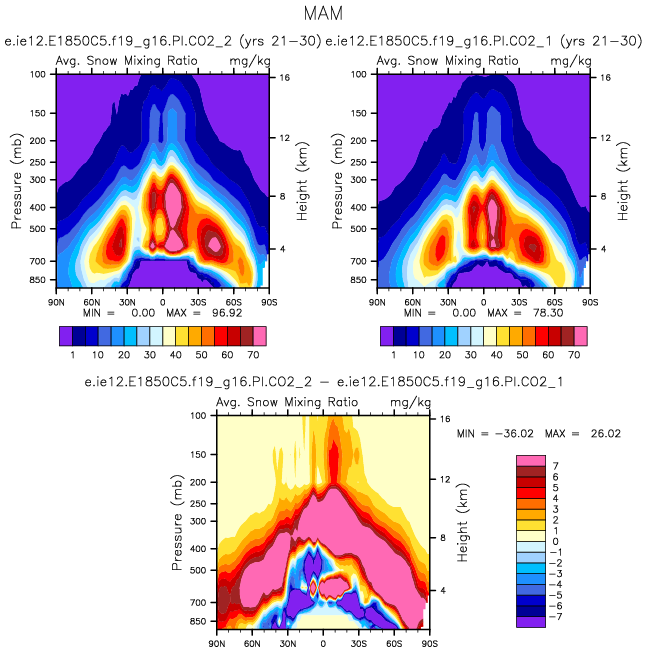 MAM
e.ie12.E1850C5.f19_g16.PI.CO2_2 (yrs 21-30) e.ie12.E1850C5.f19_g16.PI.CO2_1 (yrs 21-30)
Avg. Snow Mixing Ratio mg/kg Avg. Snow Mixing Ratio mg/kg
100 16 100 16
150 150
12 12
200 200
250 250
300 300
8 8
400 400
500 500
4 4
700 700
850 850
Pressure (mb) Height (km) Pressure (mb) Height (km)
90N 60N 30N 0 30S 60S 90S 90N 60N 30N 0 30S 60S 90S
MIN = 0.00 MAX = 96.92 MIN = 0.00 MAX = 78.30
1 10 20 30 40 50 60 70 1 10 20 30 40 50 60 70
e.ie12.E1850C5.f19_g16.PI.CO2_2 - e.ie12.E1850C5.f19_g16.PI.CO2_1
Avg. Snow Mixing Ratio mg/kg
100 16
150
12
200
250
300
8
400
500
4
700
850
Pressure (mb) Height (km)
90N 60N 30N 0 30S 60S 90S
MIN = -36.02 MAX = 26.02
7
6
5
4
3
2
1
0
-1
-2
-3
-4
-5
-6
-7